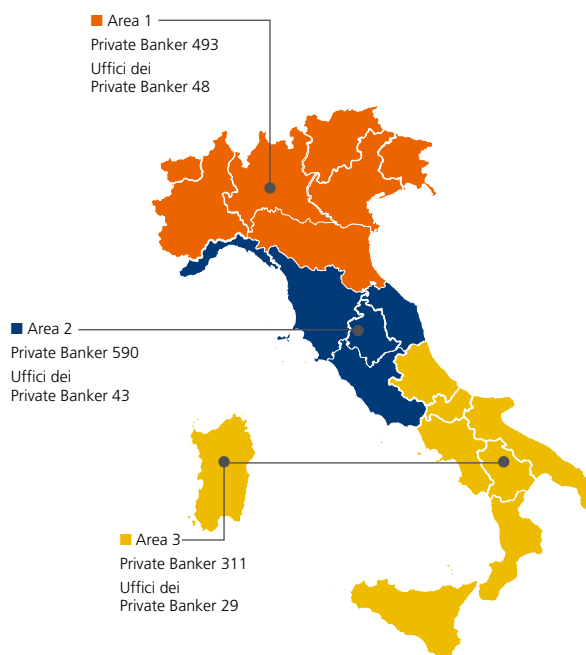 Area 1
Private Banker 493
Uffici dei
Private Banker 48
Area 2
Private Banker 590
Uffici dei
Private Banker 43
Area 3
Private Banker 311
Uffici dei
Private Banker 29